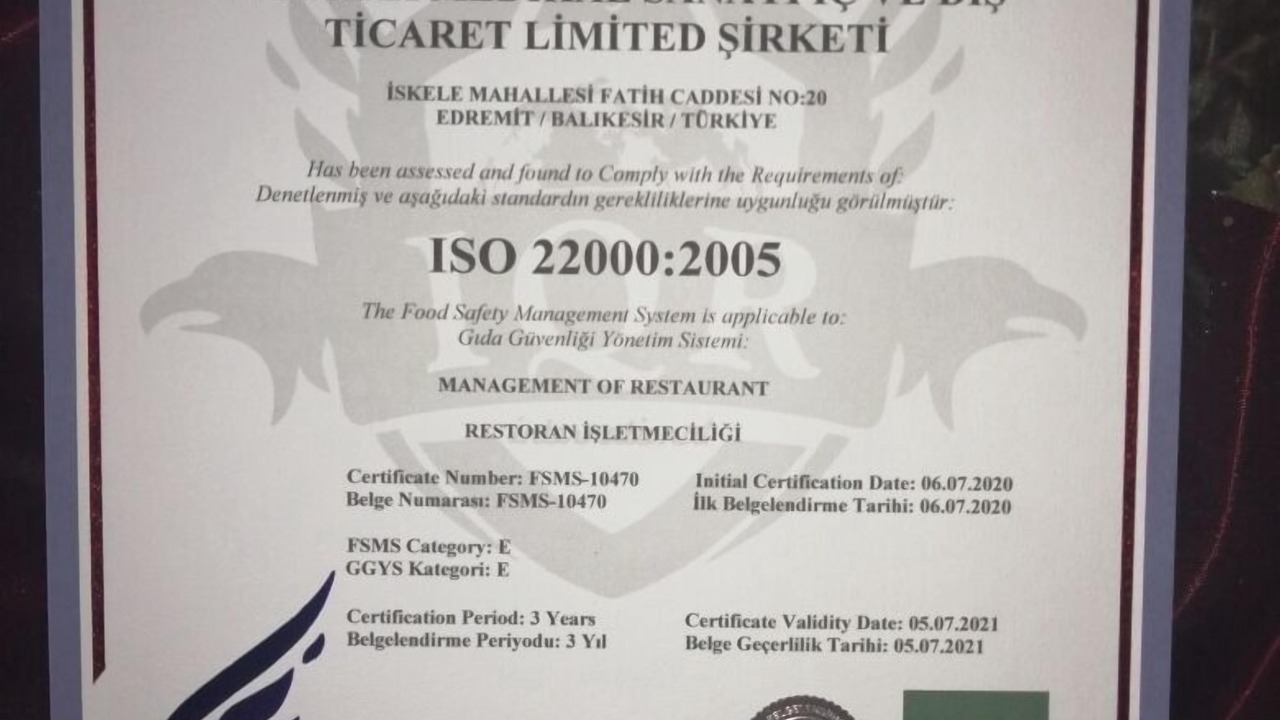 TİCARET LİMİTED ŞİRKETİ
İSKELE MAHALLESİ FATİH CADDESİ NO:20
EDREMİT / BALIKESİR / TÜRKİYE
Has been assessed and found to Comply with the Requirements of:
Denetlenmiş ve aşağıdaki standardın gerekliliklerine uygunluğu görülmüştür:
IQR
ISO 22000:2005
The Food Safety Management System is applicable to:
Gıda Güvenliği Yönetim Sistemi:
MANAGEMENT OF RESTAURANT
RESTORAN İŞLETMECİLİĞİ
Certificate Number: FSMS-10470
Belge Numarası: FSMS-10470
Initial Certification Date: 06.07.2020
İlk Belgelendirme Tarihi: 06.07.2020
FSMS Category: E
GGYS Kategori: E
Certification Period: 3 Years
Belgelendirme Periyodu: 3 Yıl
Certificate Validity Date: 05.07.2021
Belge Geçerlilik Tarihi: 05.07.2021